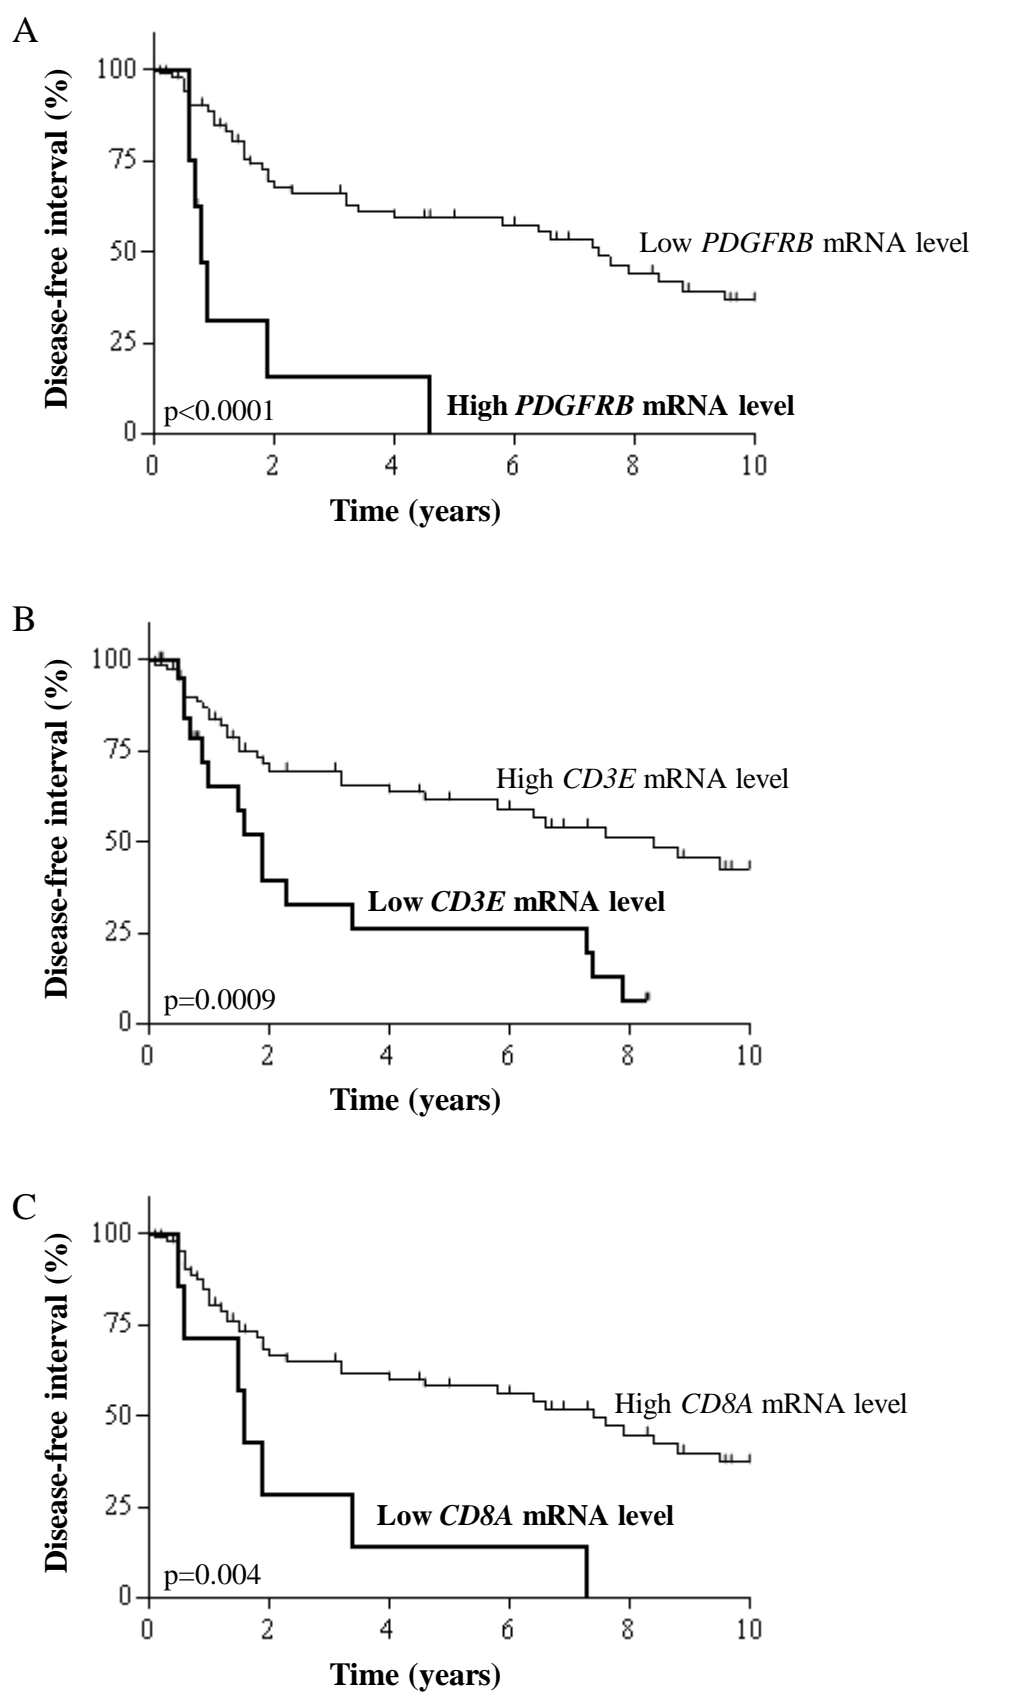 A
Disease-free interval (%)
100
75
50
25
0
Low PDGFRB mRNA level
High PDGFRB mRNA level
p<0.0001
0 2 4 6 8 10
Time (years)
B
Disease-free interval (%)
100
75
50
25
0
High CD3E mRNA level
Low CD3E mRNA level
p=0.0009
0 2 4 6 8 10
Time (years)
C
Disease-free interval (%)
100
75
50
25
0
High CD8A mRNA level
Low CD8A mRNA level
p=0.004
0 2 4 6 8 10
Time (years)